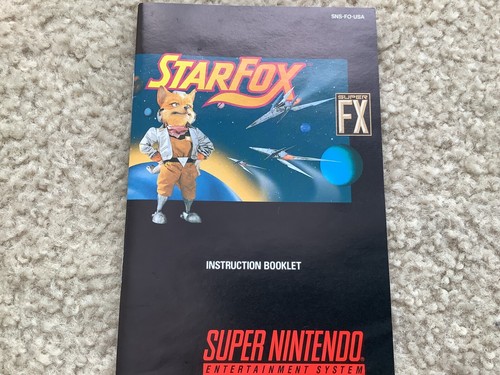 SNS-FO-USA
STARFOX
SUPER
FX
INSTRUCTION BOOKLET
SUPER NINTENDO
ENTERTAINMENT SYSTEM